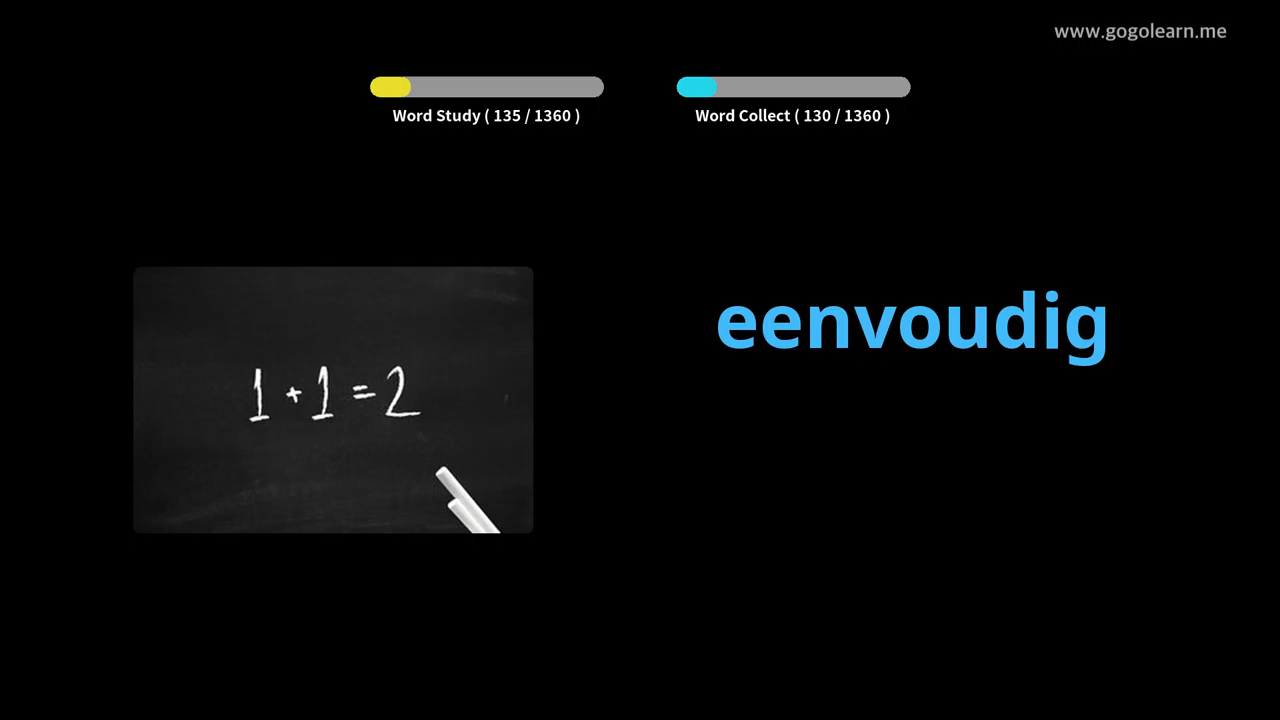 www.gogolearn.me
Word Study ( 135 / 1360 )
Word Collect ( 130 / 1360 )
eenvoudig
1 + 1 = 2